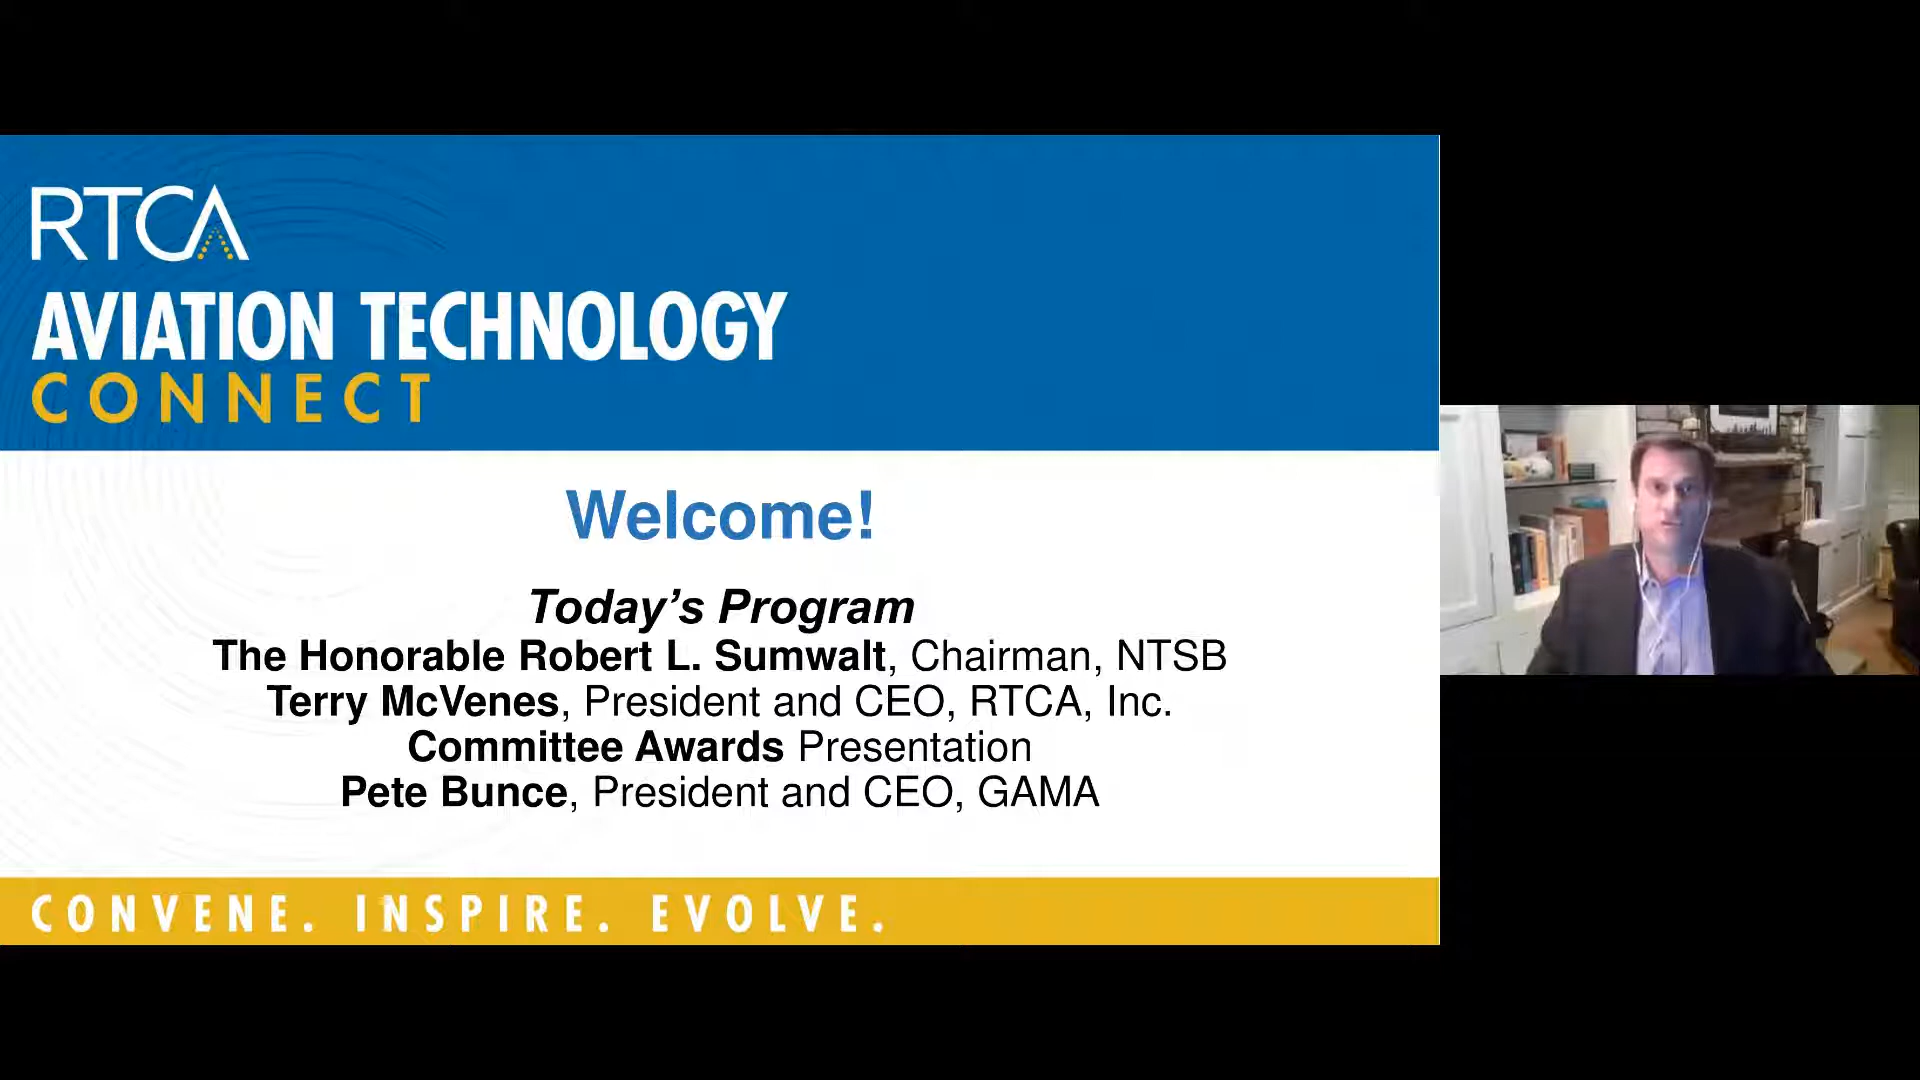 RTCA
AVIATION TECHNOLOGY
CONNECT
Welcome!
Today's Program
The Honorable Robert L. Sumwalt, Chairman, NTSB
Terry McVenes, President and CEO, RTCA, Inc.
Committee Awards Presentation
Pete Bunce, President and CEO, GAMA
CONVENE. INSPIRE. EVOLVE.